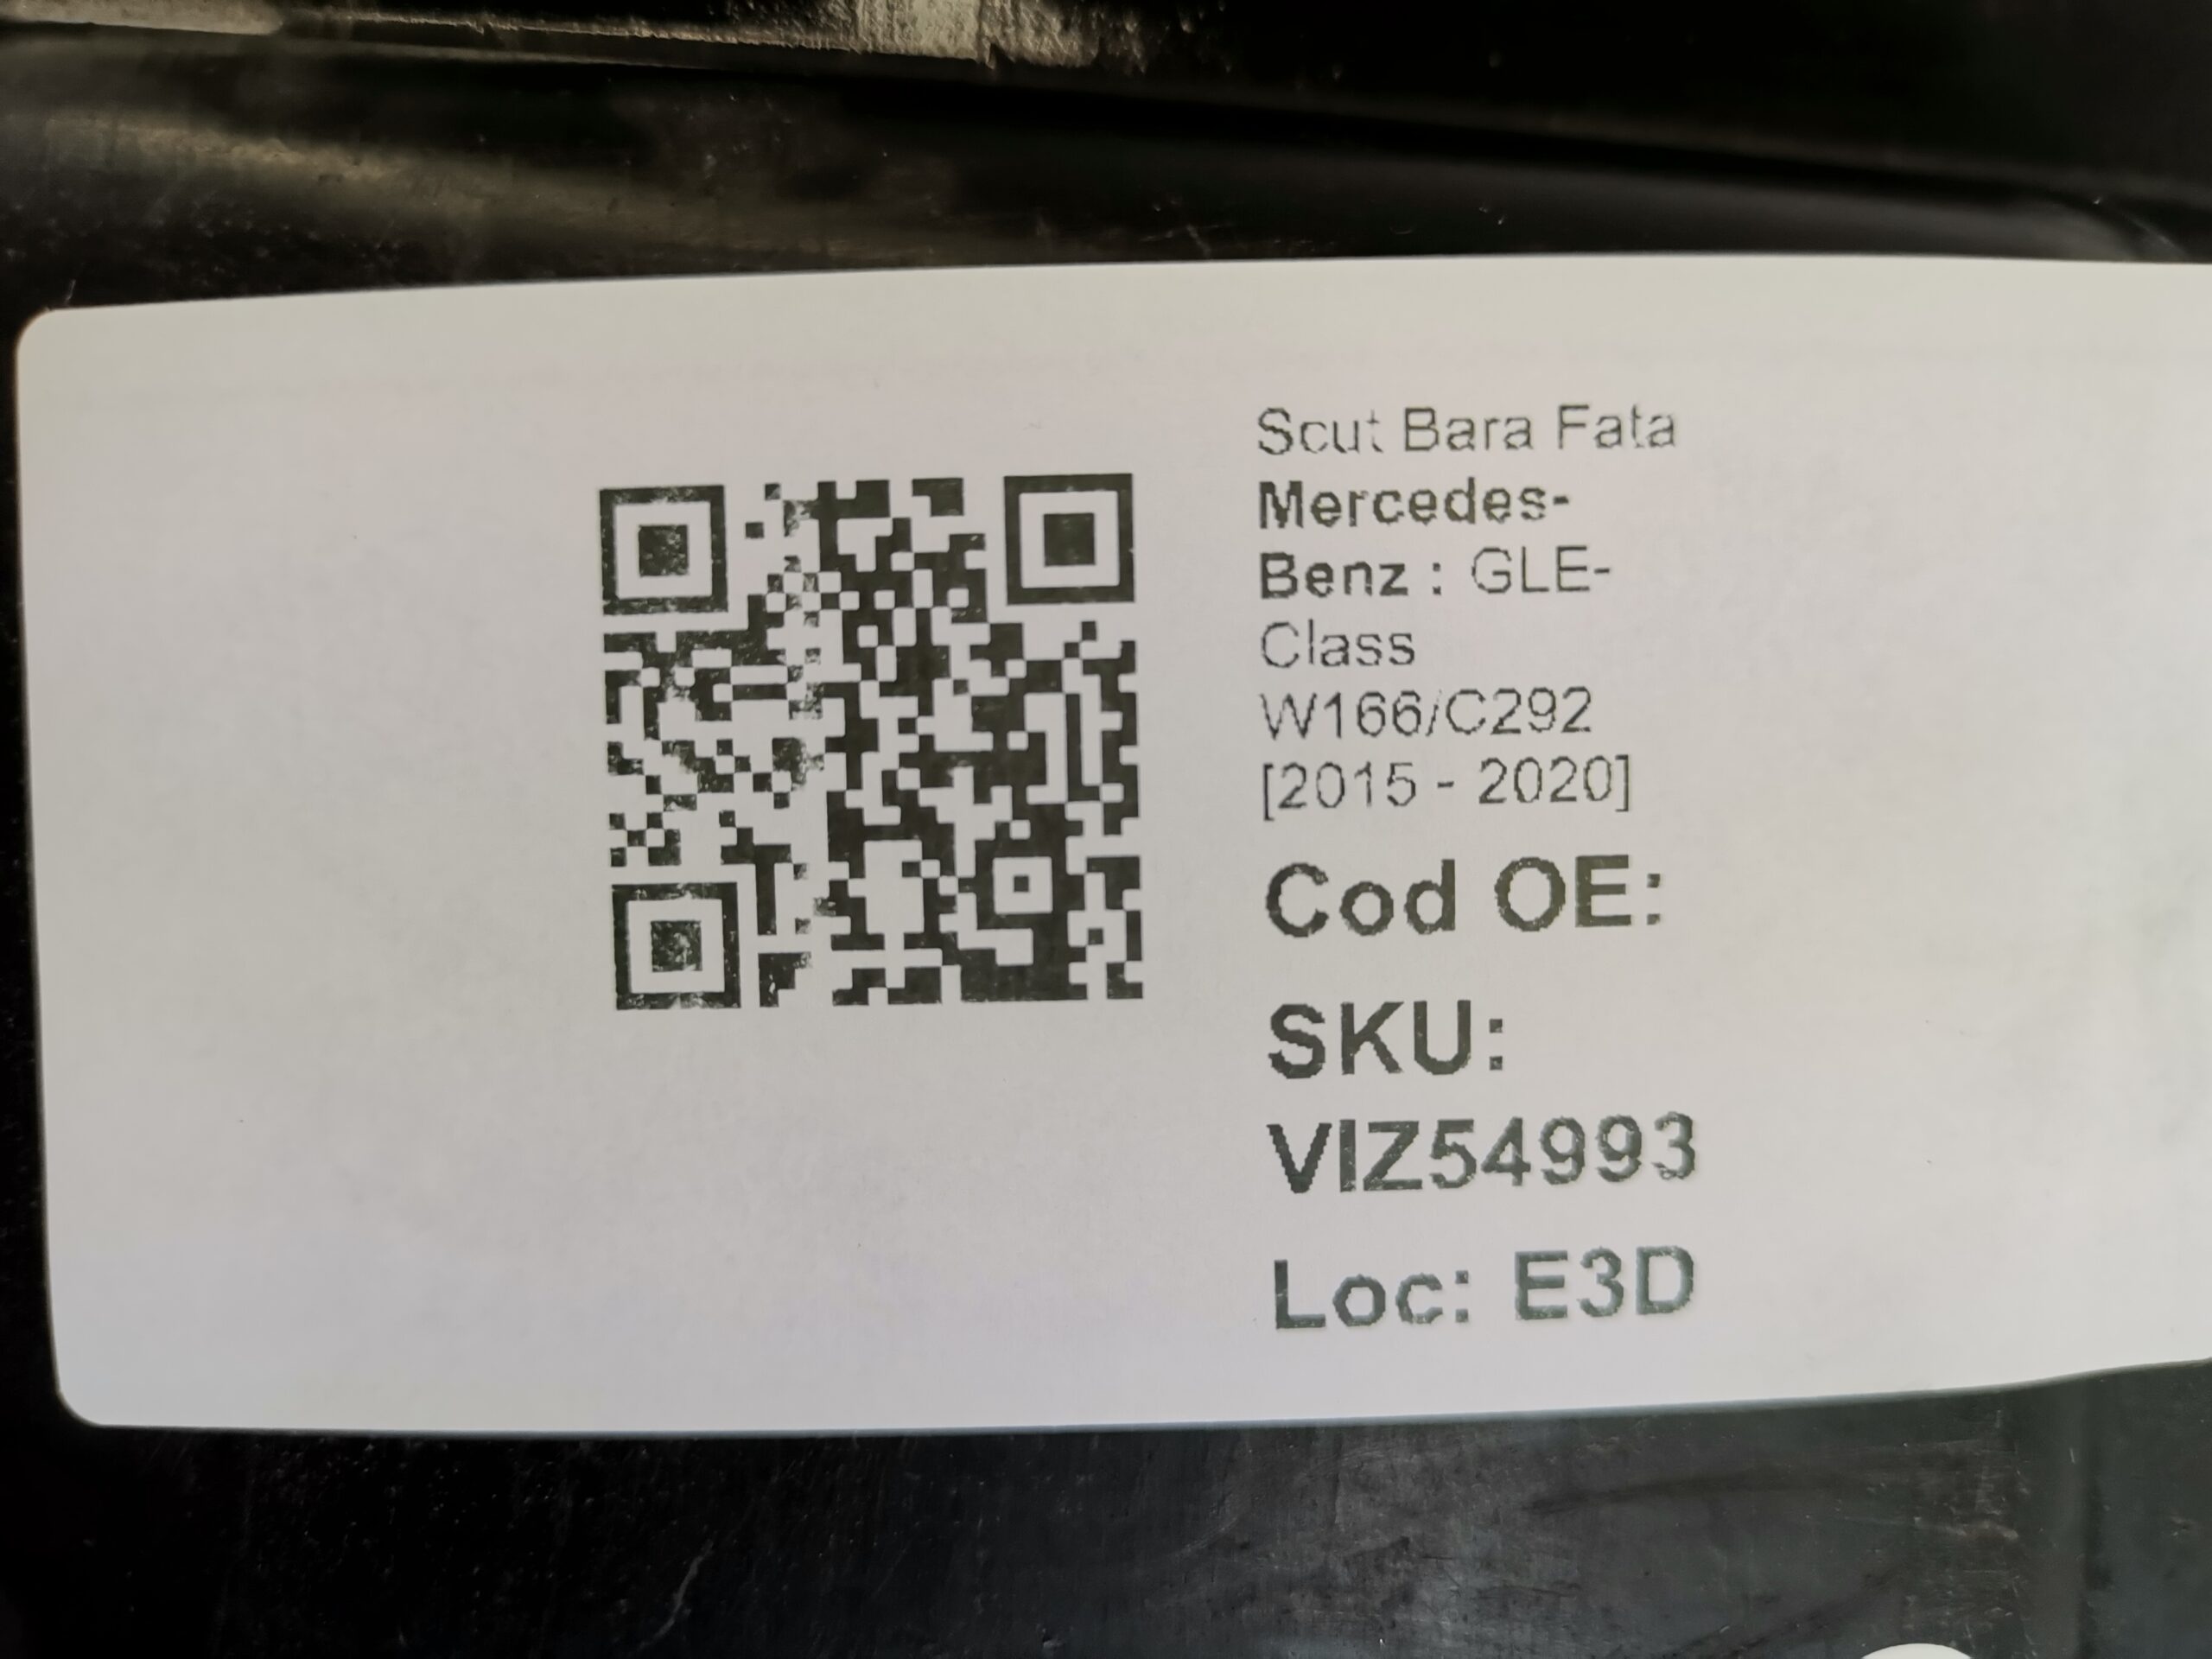 Scut Bara Fata
Mercedes-
Benz : GLE-
Class
W166/C292
[2015 - 2020]
Cod OE:
SKU:
VIZ54993
Loc: E3D